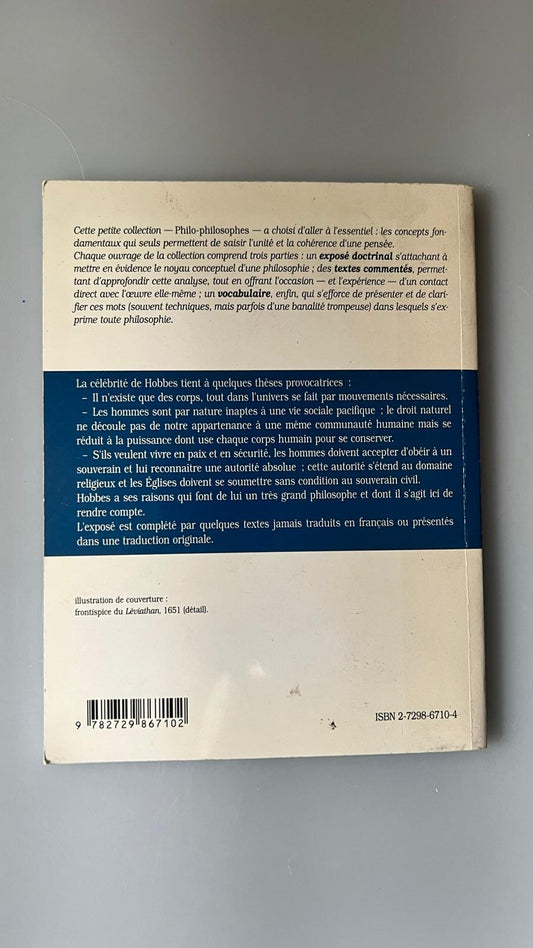 Cette petite collection — Philo-philosophes — a choisi d'aller à l'essentiel : les concepts fon-
damentaux qui seuls permettent de saisir l'unité et la cohérence d'une pensée.
Chaque ouvrage de la collection comprend trois parties : un exposé doctrinal s'attachant à
mettre en évidence le noyau conceptuel d'une philosophie ; des textes commentés, permet-
tant d'approfondir cette analyse, tout en offrant l'occasion — et l'expérience — d'un contact
direct avec l'œuvre elle-même ; un vocabulaire, enfin, qui s'efforce de présenter et de clari-
fier ces mots (souvent techniques, mais parfois d'une banalité trompeuse) dans lesquels s'ex-
prime toute philosophie.
La célébrité de Hobbes tient à quelques thèses provocatrices :
– Il n'existe que des corps, tout dans l'univers se fait par mouvements nécessaires.
– Les hommes sont par nature inaptes à une vie sociale pacifique ; le droit naturel
ne découle pas de notre appartenance à une même communauté humaine mais se
réduit à la puissance dont use chaque corps humain pour se conserver.
– S'ils veulent vivre en paix et en sécurité, les hommes doivent accepter d'obéir à un
souverain et lui reconnaître une autorité absolue ; cette autorité s'étend au domaine
religieux et les Églises doivent se soumettre sans condition au souverain civil.
Hobbes a ses raisons qui font de lui un très grand philosophe et dont il s'agit ici de
rendre compte.
L'exposé est complété par quelques textes jamais traduits en français ou présentés
dans une traduction originale.
illustration de couverture :
frontispice du Léviathan, 1651 (détail).
9 782729 867102
ISBN 2-7298-6710-4